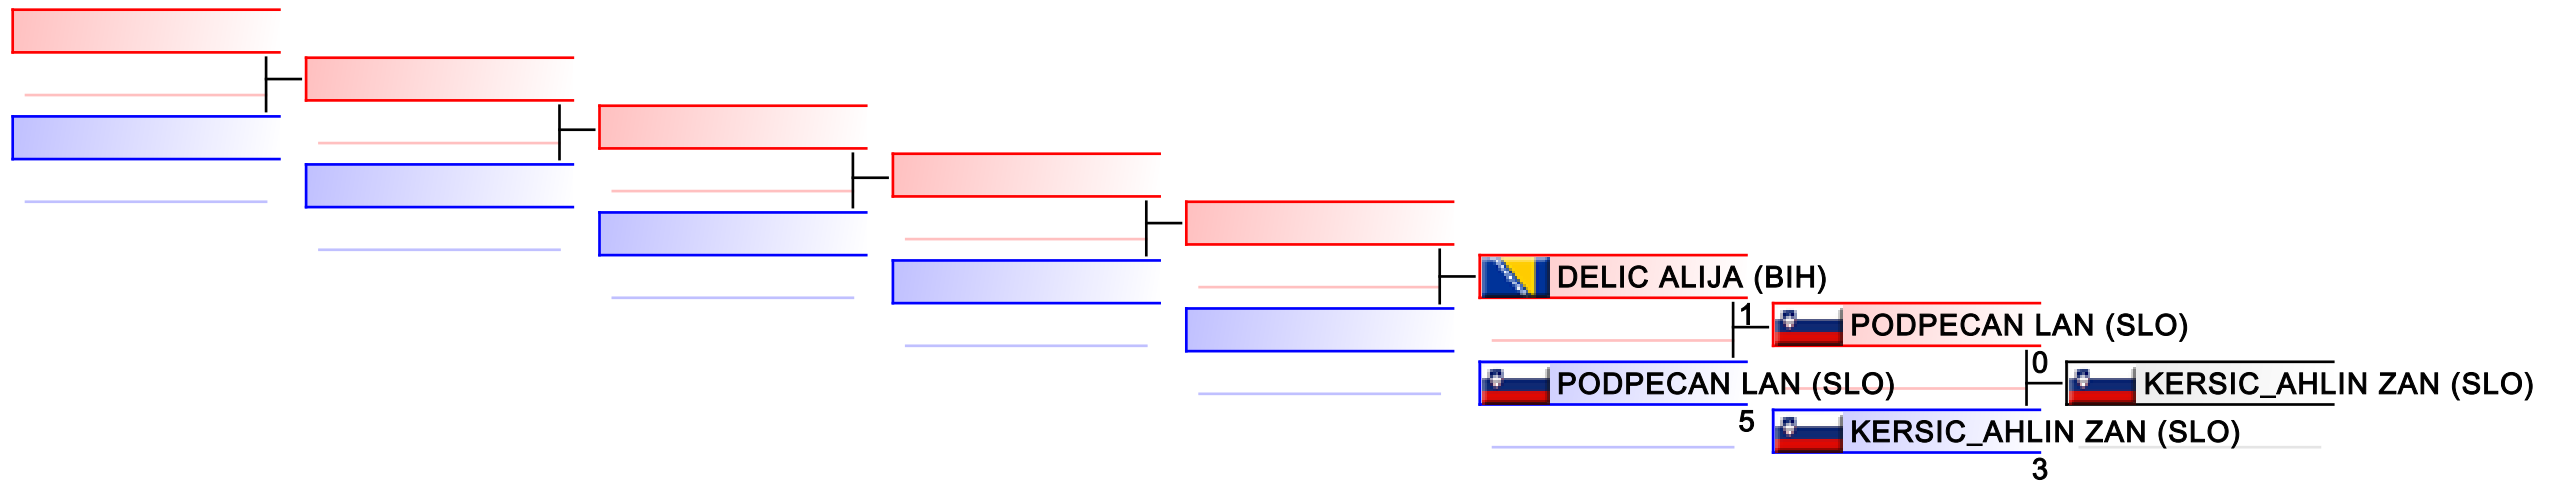 DELIC ALIJA (BIH)
1
PODPECAN LAN (SLO)
5
PODPECAN LAN (SLO)
0
KERSIC_AHLIN ZAN (SLO)
3
KERSIC_AHLIN ZAN (SLO)